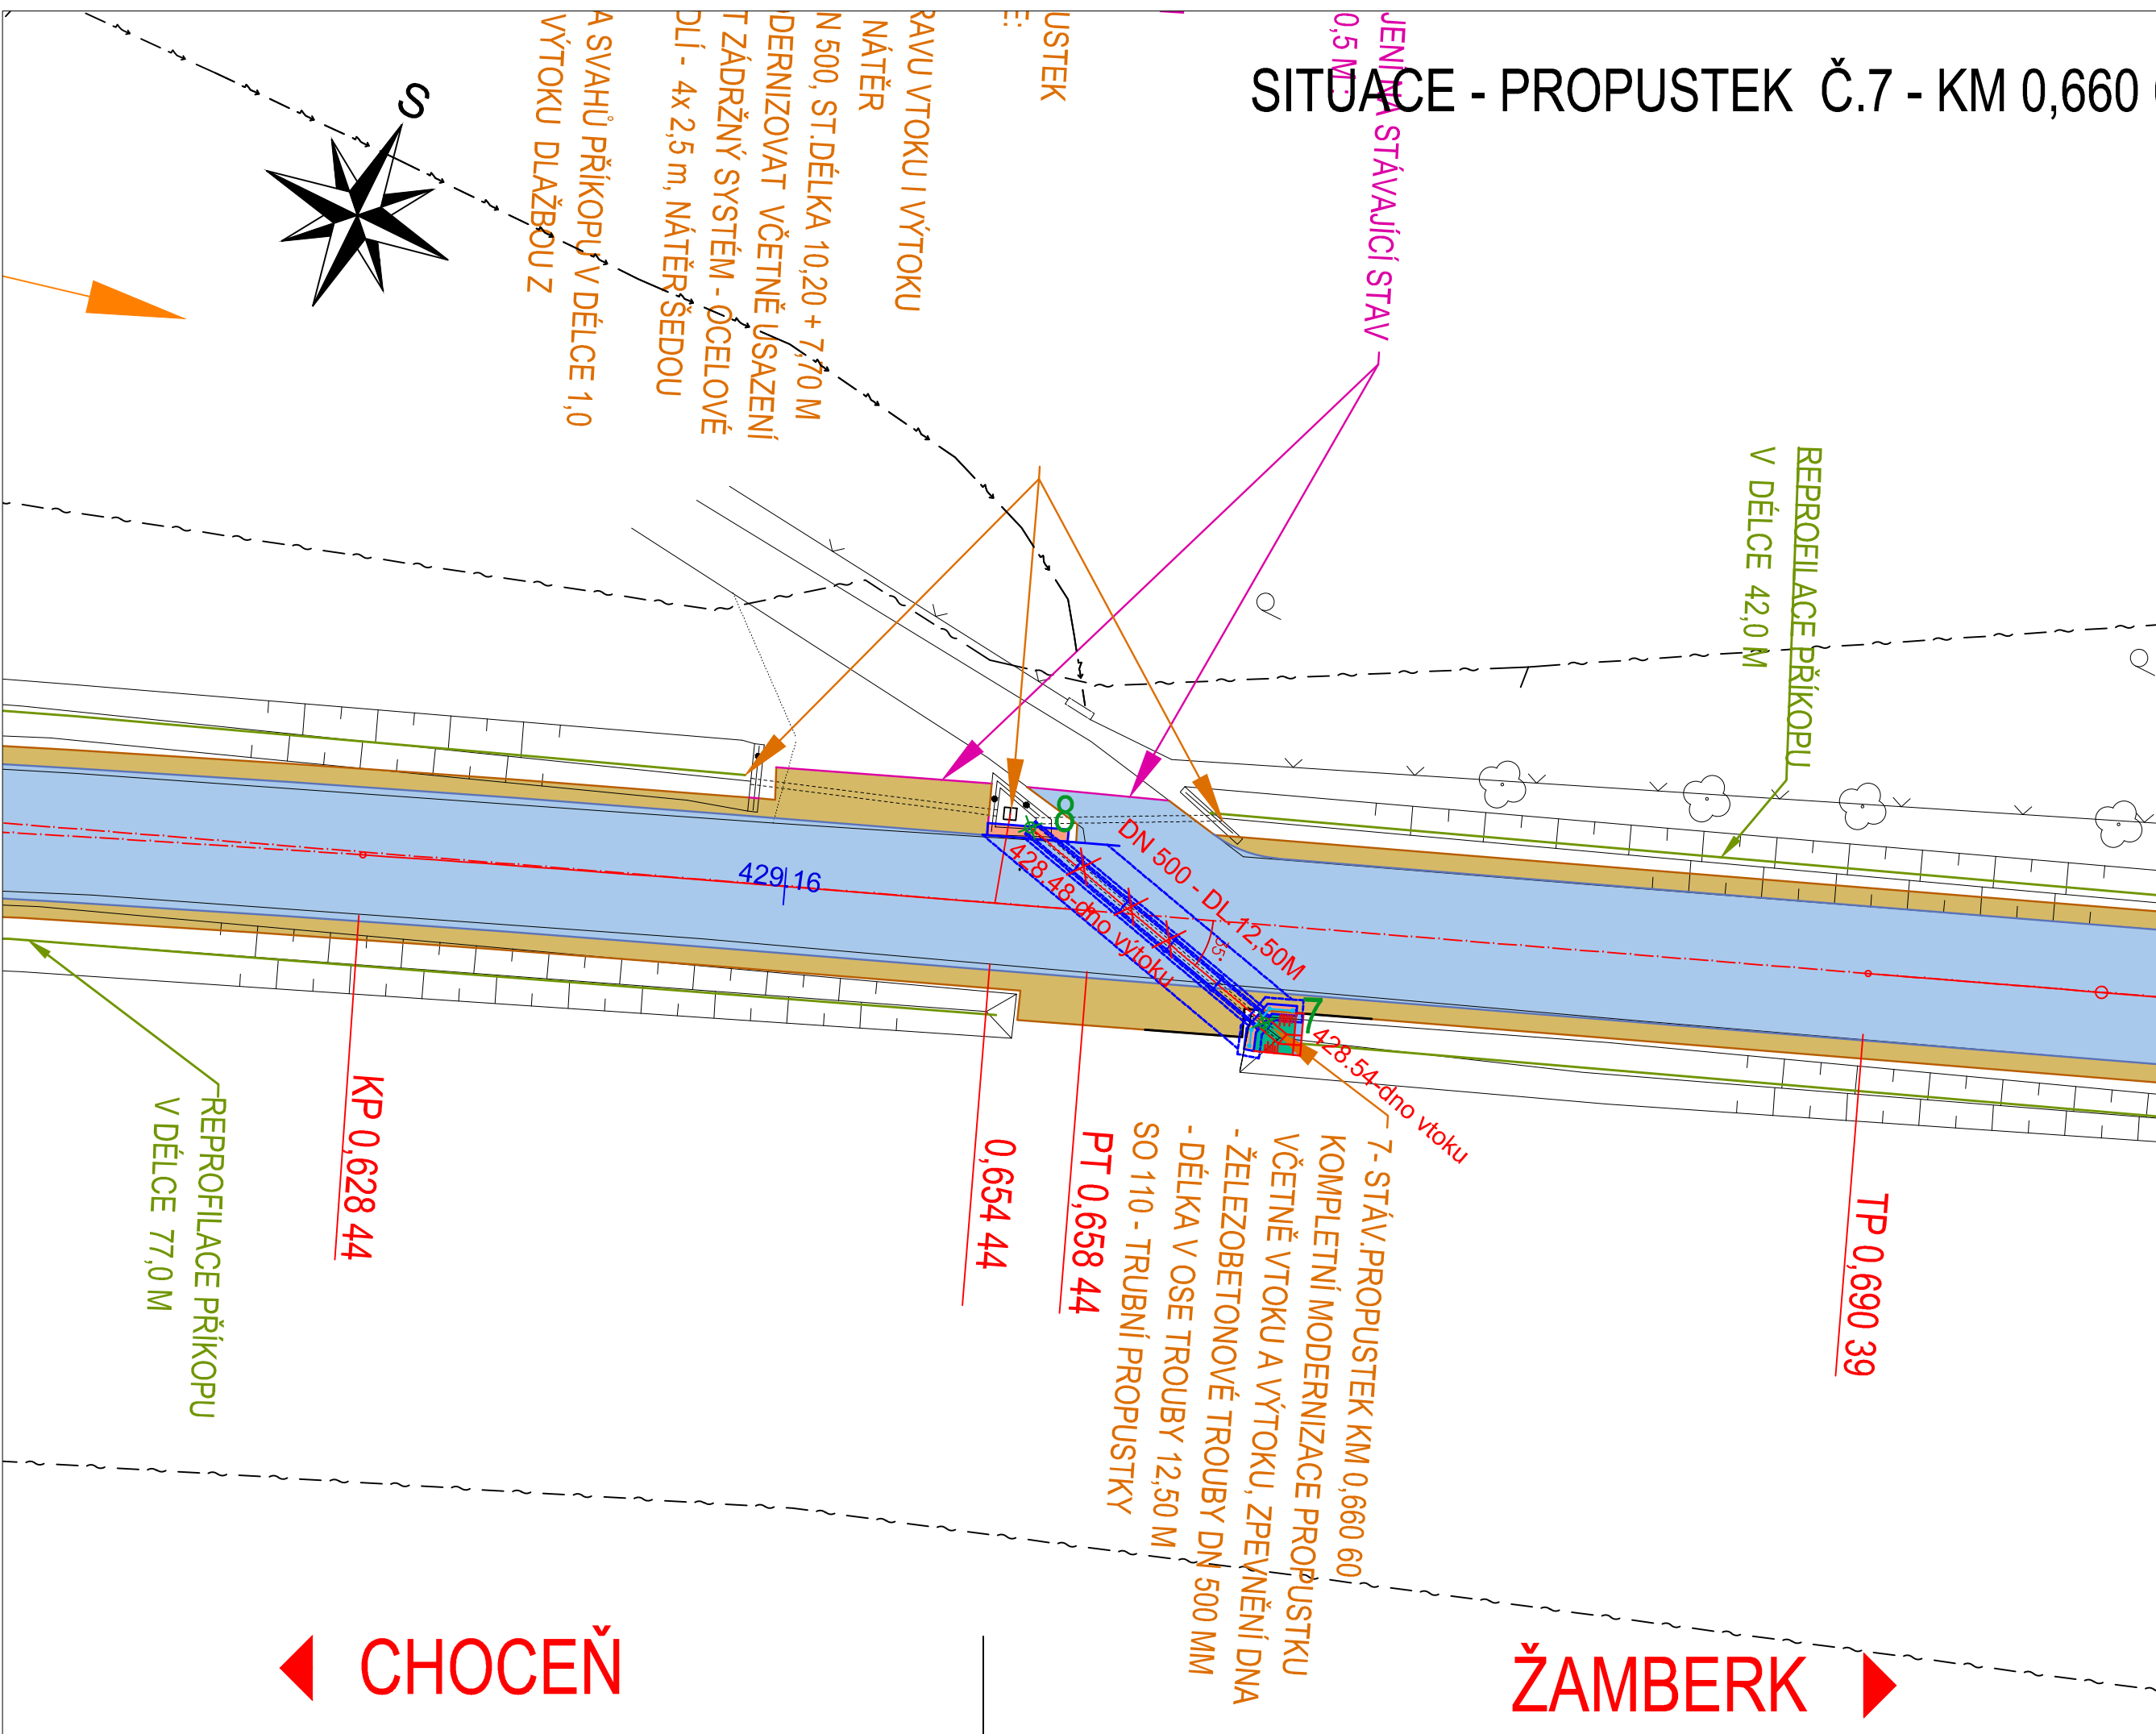 SITUACE - PROPUSTEK Č.7 - KM 0,660
S
A SVAHŮ PŘÍKOPU V DÉLCE 1,0
VÝTOKU DLAŽBOU Z
RAVU VTOKU I VÝTOKU
NÁTĚR
N 500, ST.DÉLKA 10,20 + 7,70 M
ODERNIZOVAT VČETNĚ USAZENÍ
T ZÁDRŽNÝ SYSTÉM - OCELOVÉ
DLÍ - 4x 2,5 m, NÁTĚR ŠEDOU
USTEK
E:
JENÍ NA STÁVAJÍCÍ STAV
0,5 M :
REPROFILACE PŘÍKOPU
V DÉLCE 42,0 M
8
DN 500 - DL.12,50M
428.48-dno výtoku
429,16
7
428.54-dno vtoku
KP 0,628 44
0,654 44
PT 0,658 44
TP 0,690 39
REPROFILACE PŘÍKOPU
V DÉLCE 77,0 M
7- STÁV.PROPUSTEK KM 0,660 60
KOMPLETNÍ MODERNIZACE PROPUSTKU
VČETNĚ VTOKU A VÝTOKU, ZPEVNĚNÍ DNA
- ŽELEZOBETONOVÉ TROUBY DN 500 MM
- DÉLKA V OSE TROUBY 12,50 M
SO 110 - TRUBNÍ PROPUSTKY
CHOCEŇ
ŽAMBERK